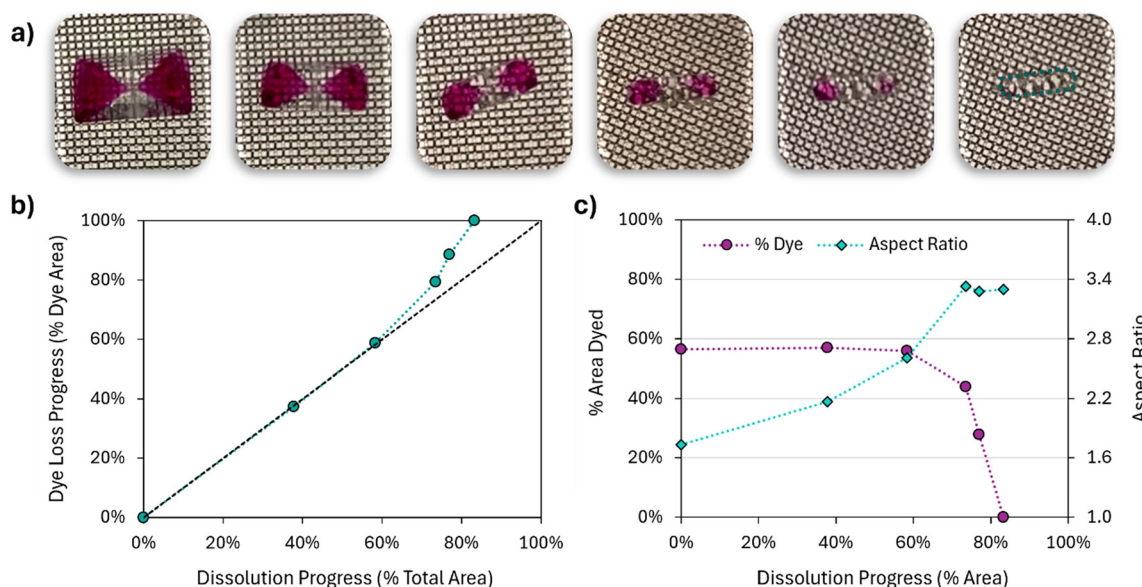 a)
b)
Dye Loss Progress (% Dye Area)
100%
80%
60%
40%
20%
0%
0% 20% 40% 60% 80% 100%
Dissolution Progress (% Total Area)
c)
% Area Dyed
100%
80%
60%
40%
20%
0%
% Dye Aspect Ratio
4.0
3.4
2.8
2.2
1.6
1.0
Aspect Ratio
0% 20% 40% 60% 80% 100%
Dissolution Progress (% Area)